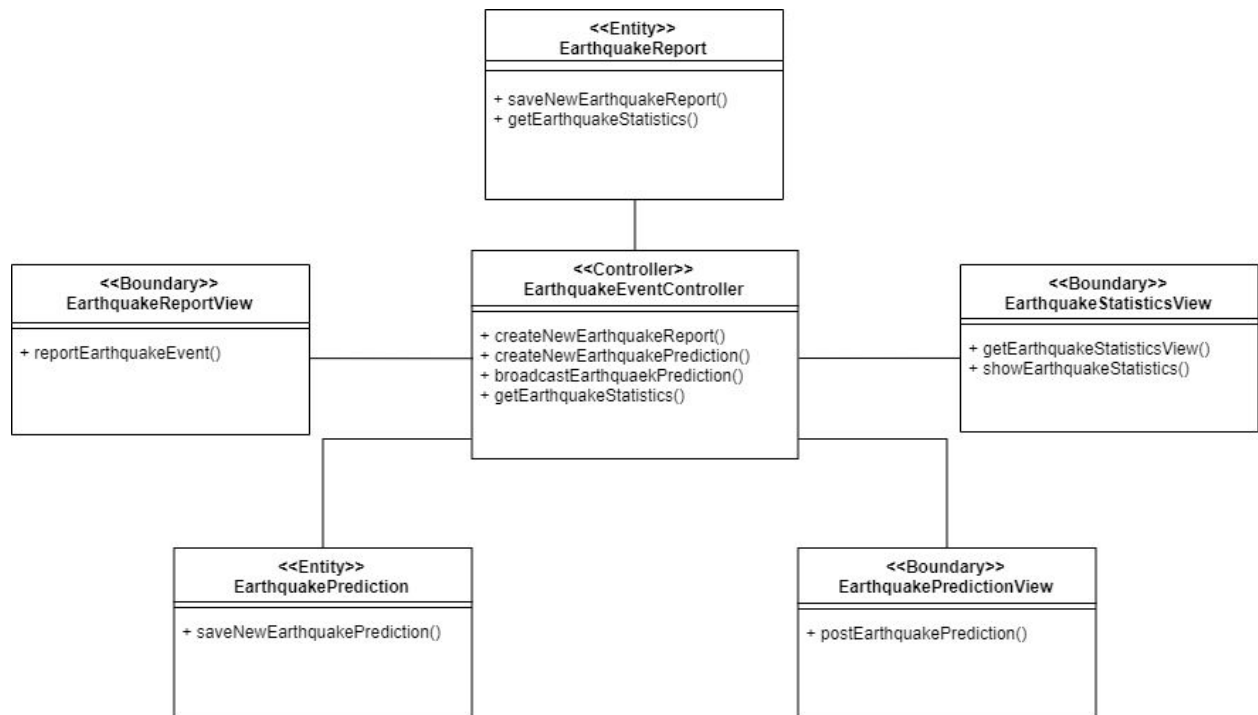 <<Entity>>
EarthquakeReport
+ saveNewEarthquakeReport()
+ getEarthquakeStatistics()
<<Boundary>>
EarthquakeReportView
+ reportEarthquakeEvent()
<<Controller>>
EarthquakeEventController
+ createNewEarthquakeReport()
+ createNewEarthquakePrediction()
+ broadcastEarthquaekPrediction()
+ getEarthquakeStatistics()
<<Boundary>>
EarthquakeStatisticsView
+ getEarthquakeStatisticsView()
+ showEarthquakeStatistics()
<<Entity>>
EarthquakePrediction
+ saveNewEarthquakePrediction()
<<Boundary>>
EarthquakePredictionView
+ postEarthquakePrediction()